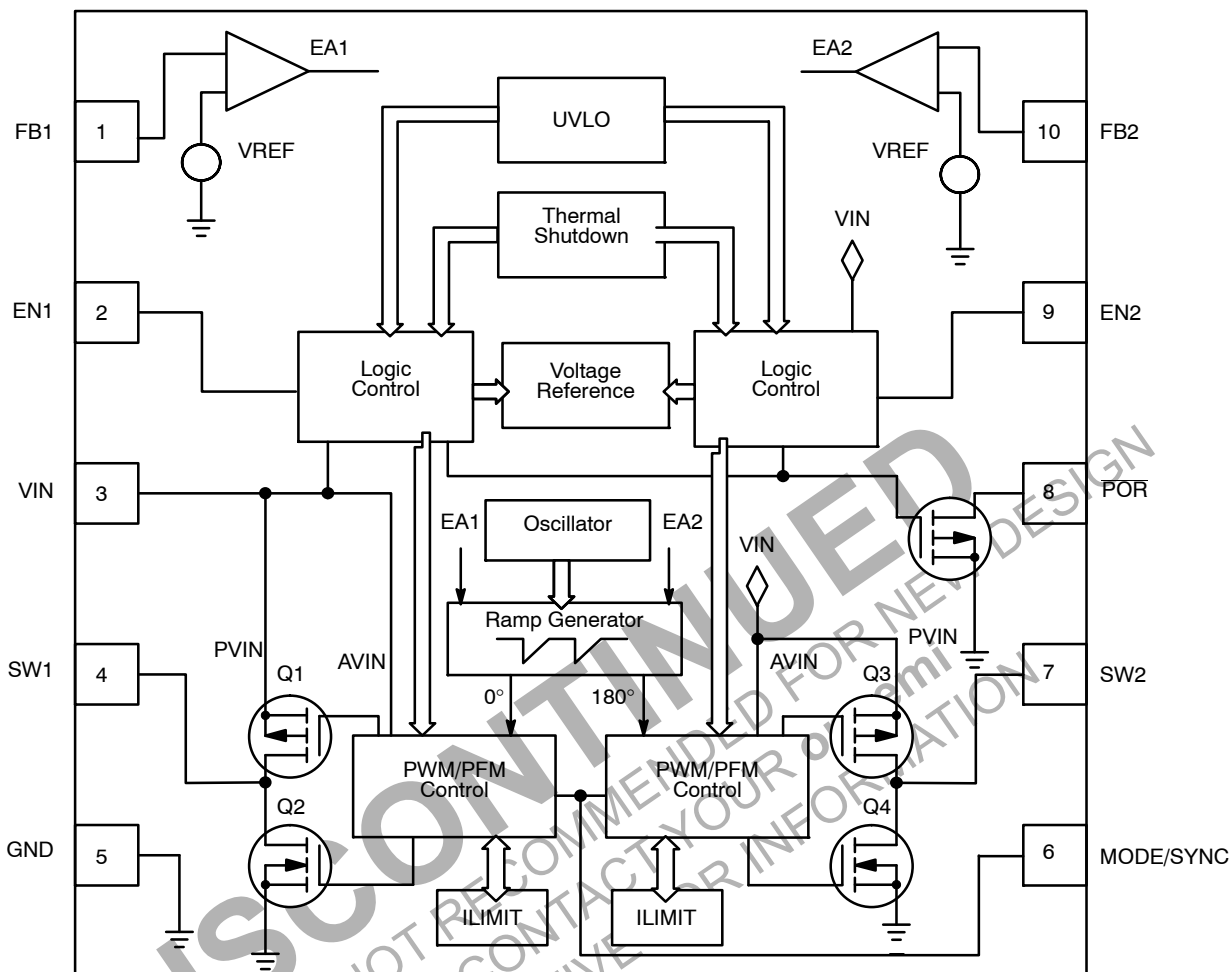 EA1
EA2
UVLO
FB1
1
10
FB2
VREF
VREF
Thermal
Shutdown
VIN
EN1
2
9
EN2
Logic
Control
Voltage
Reference
Logic
Control
VIN
3
8
POR
EA1
Oscillator
EA2
VIN
Ramp Generator
PVIN
AVIN
AVIN
PVIN
SW1
4
Q1
0°
180°
Q3
7
SW2
PWM/PFM
Control
PWM/PFM
Control
Q2
Q4
GND
5
6
MODE/SYNC
ILIMIT
ILIMIT
ISCONTINUED
NOT RECOMMENDED FOR NEW DESIGN
CONTACT YOUR onsemi
FOR INFORMATION